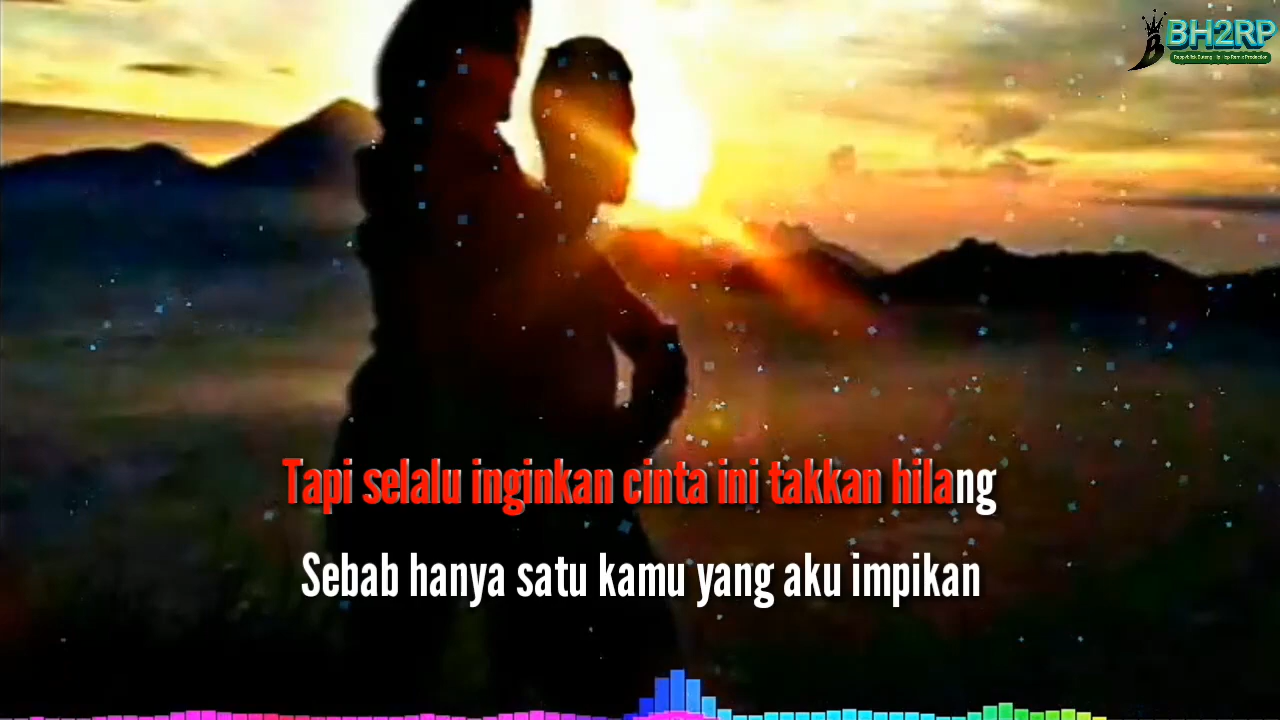 BH2RP
Tapi selalu inginkan cinta ini takkan hilang
Sebab hanya satu kamu yang aku impikan